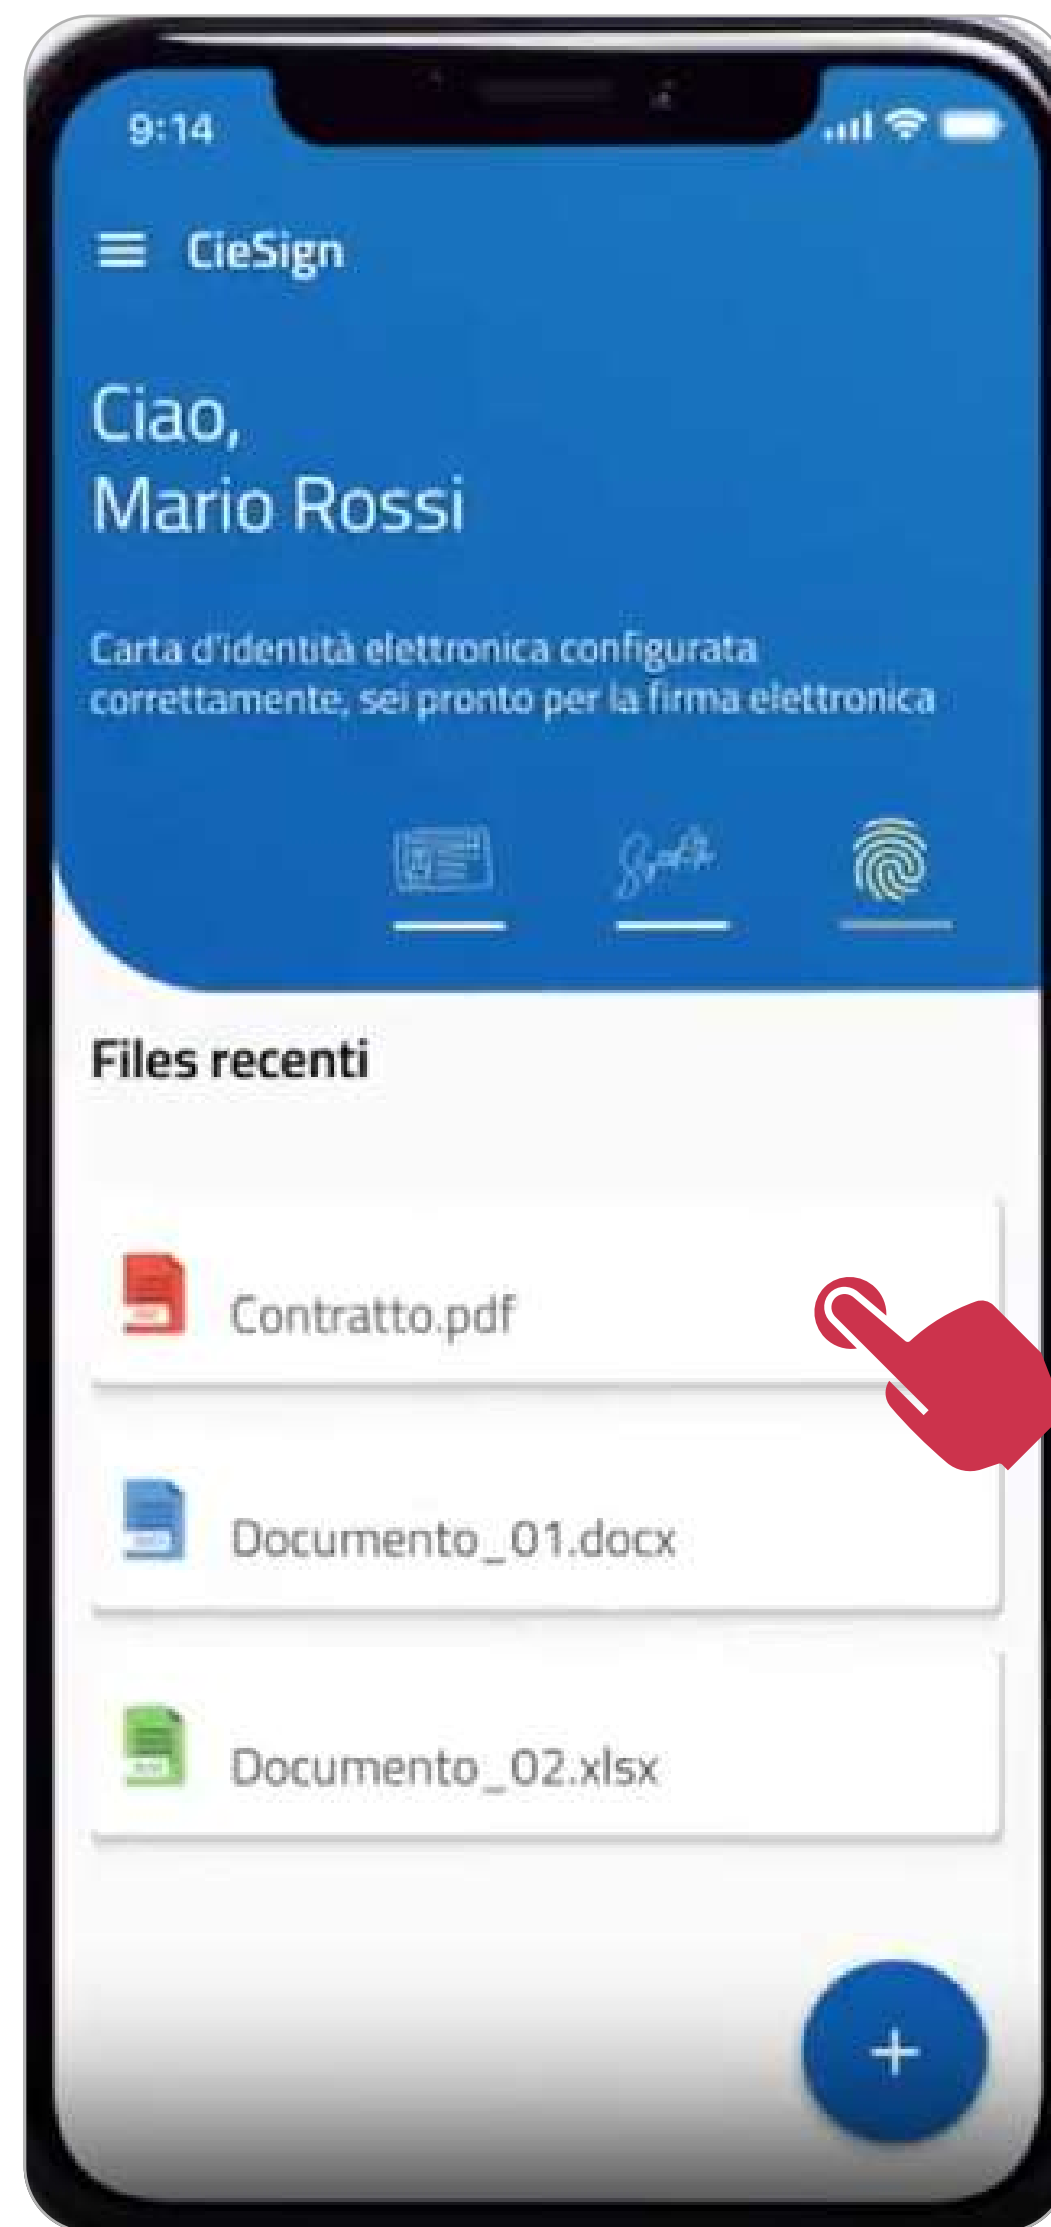 9:14
CieSign
Ciao,
Mario Rossi
Carta d'identità elettronica configurata
correttamente, sei pronto per la firma elettronica
Files recenti
Contratto.pdf
Documento_01.docx
Documento_02.xlsx
+